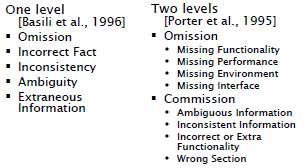 One level
[Basili et al., 1996]
▪ Omission
▪ Incorrect Fact
▪ Inconsistency
▪ Ambiguity
▪ Extraneous
Information
Two levels
[Porter et al., 1995]
▪ Omission
• Missing Functionality
• Missing Performance
• Missing Environment
• Missing Interface
▪ Commission
• Ambiguous Information
• Inconsistent Information
• Incorrect or Extra
Functionality
• Wrong Section